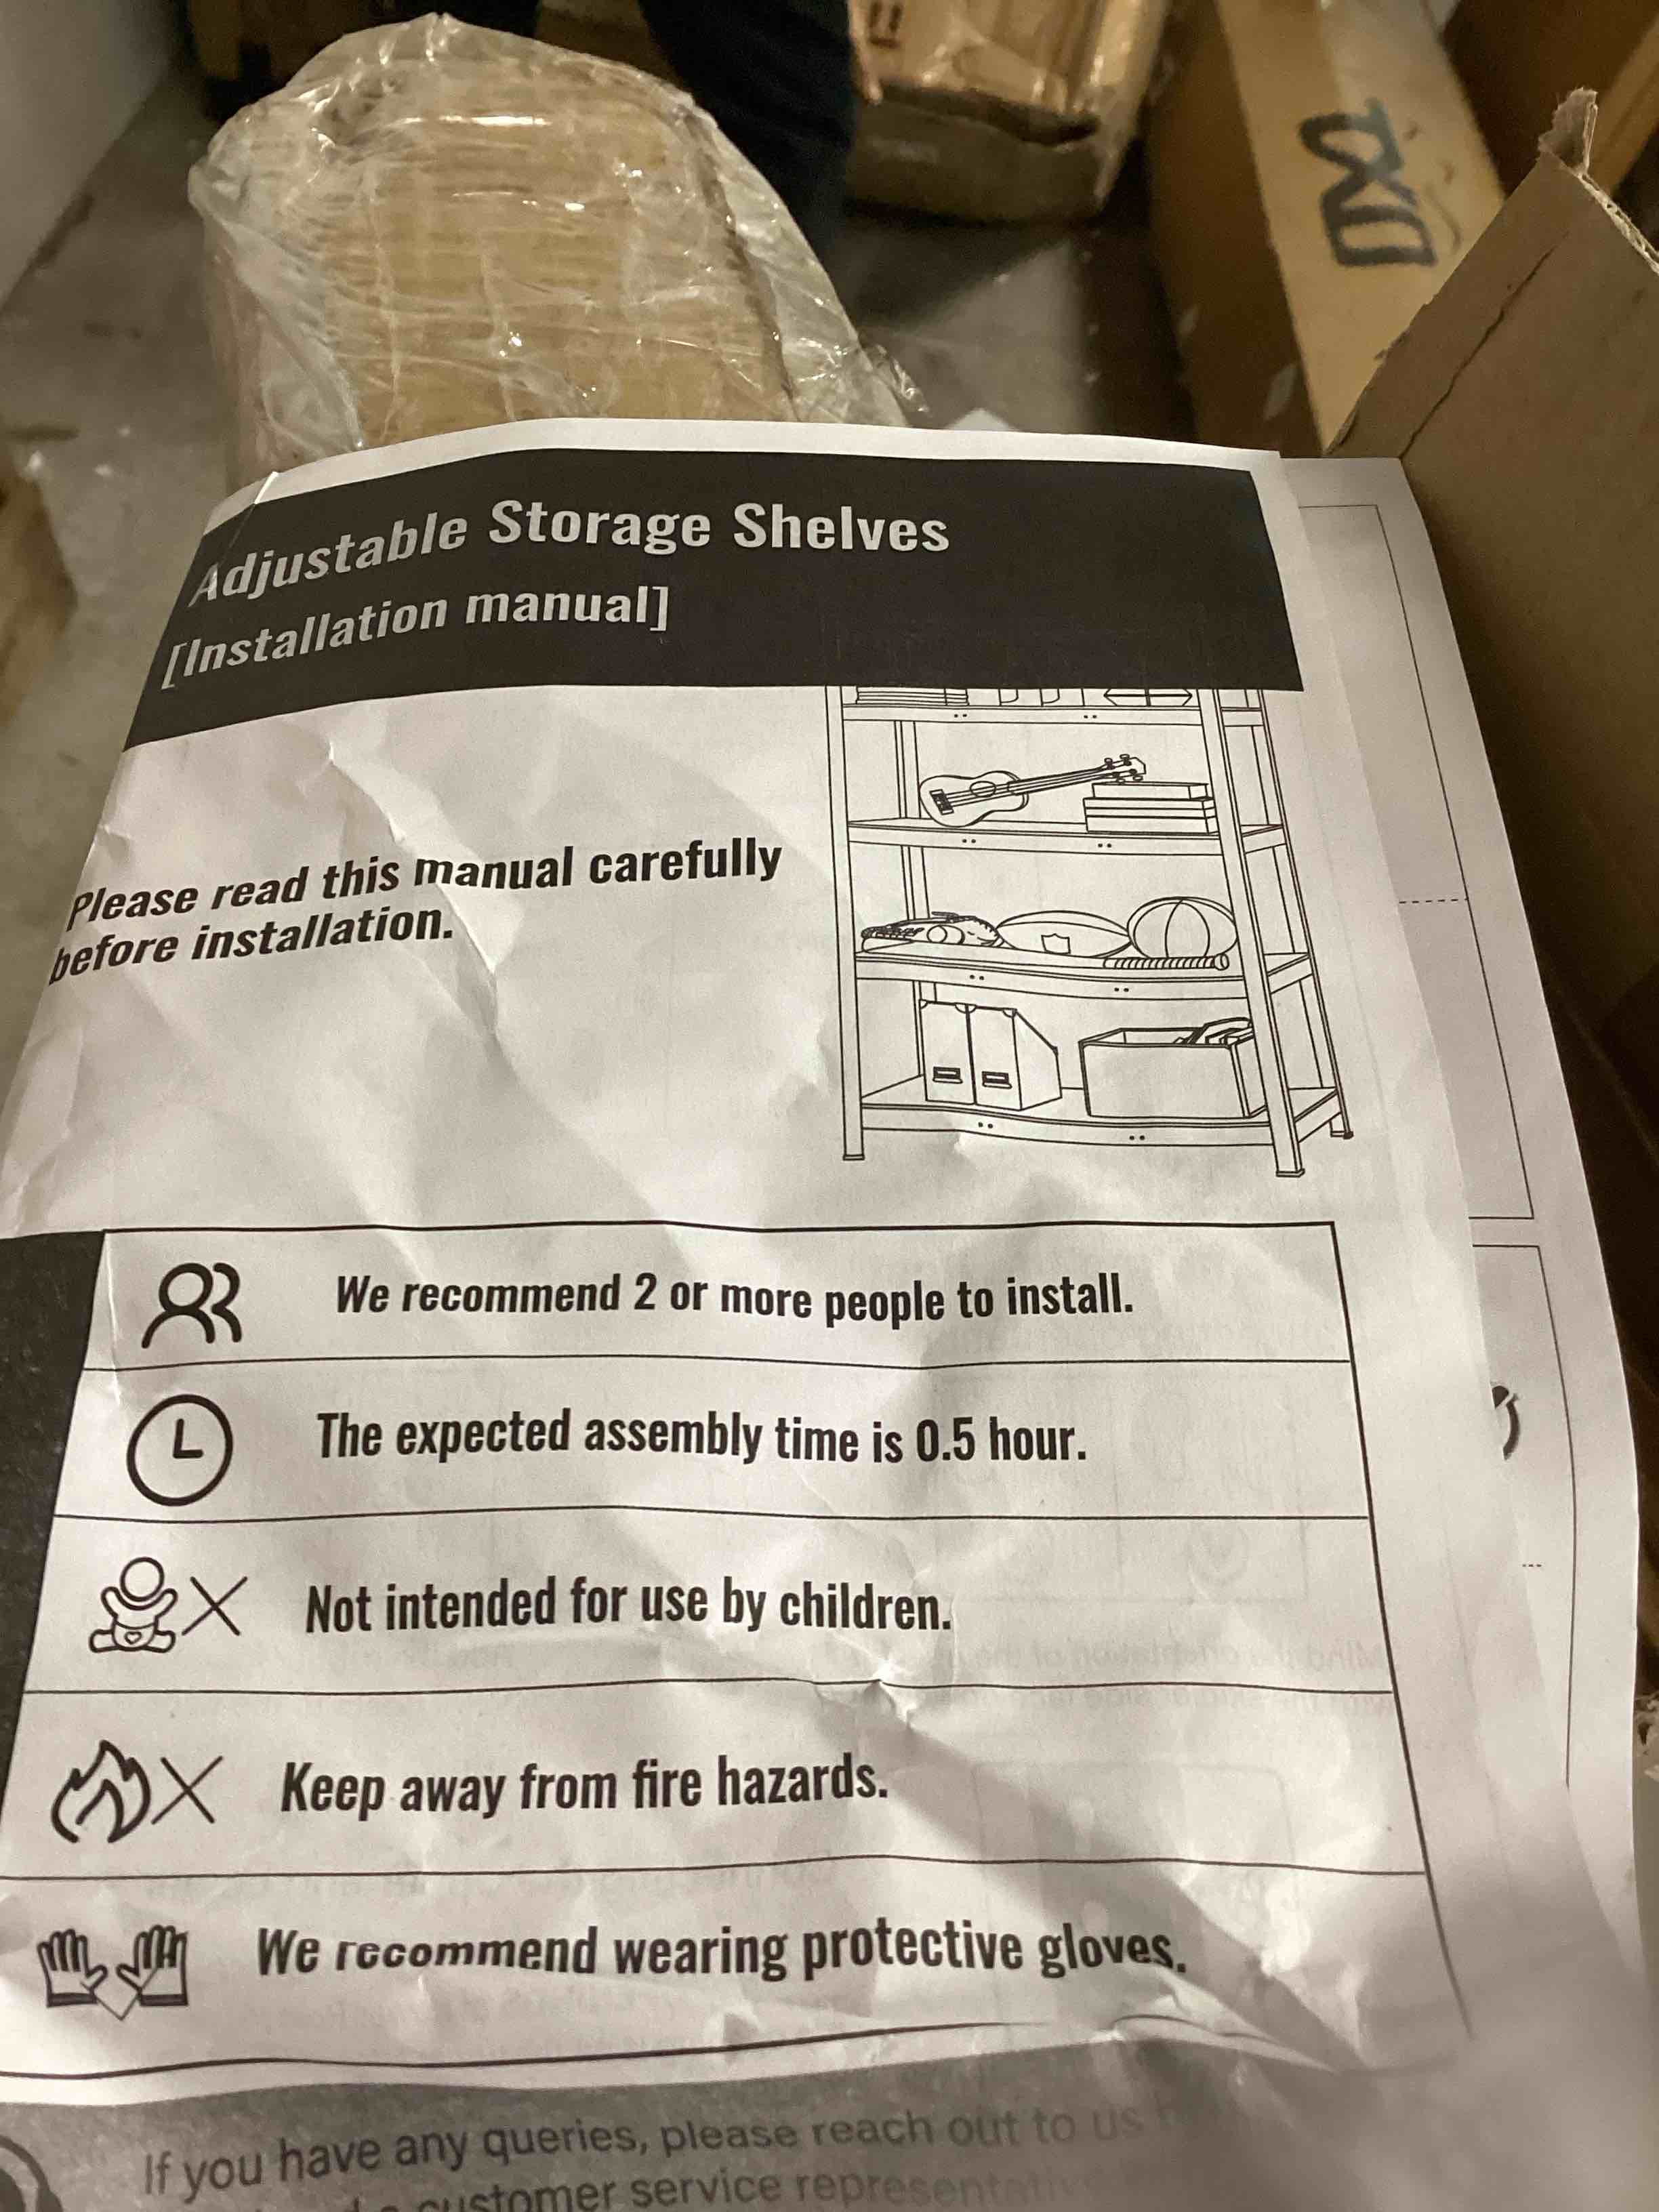 Adjustable Storage Shelves
[Installation manual]
Please read this manual carefully
before installation.
We recommend 2 or more people to install.
The expected assembly time is 0.5 hour.
Not intended for use by children.
Keep away from fire hazards.
We recommend wearing protective gloves.
If you have any queries, please reach out to us
customer service representative